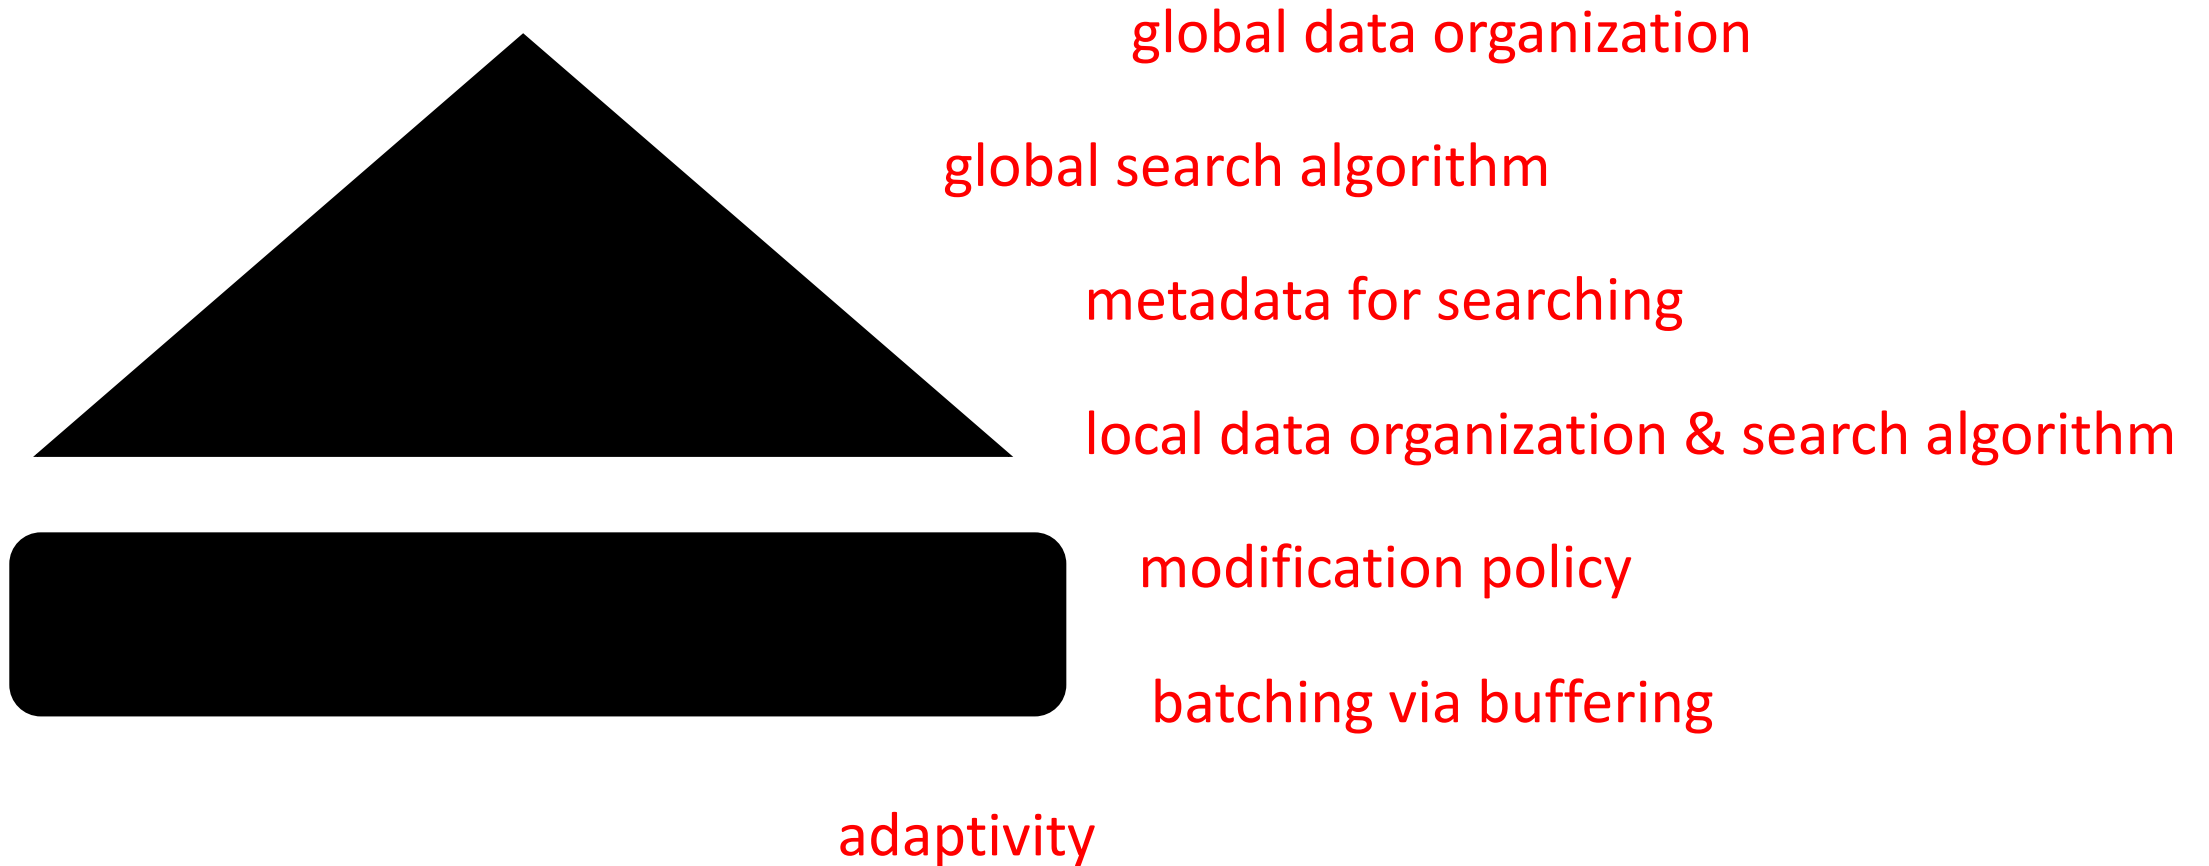 global data organization
global search algorithm
metadata for searching
local data organization & search algorithm
modification policy
batching via buffering
adaptivity